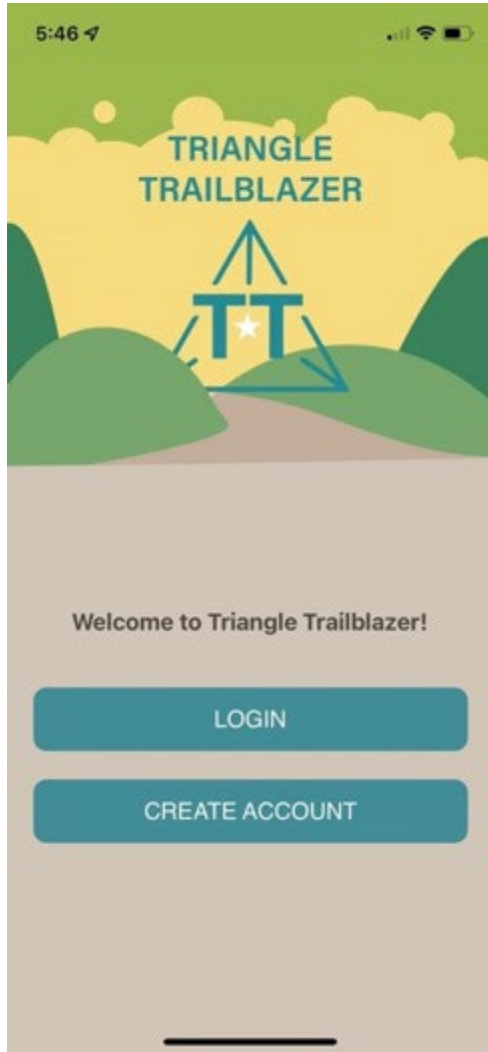 5:46
TRIANGLE
TRAILBLAZER
TT
Welcome to Triangle Trailblazer!
LOGIN
CREATE ACCOUNT